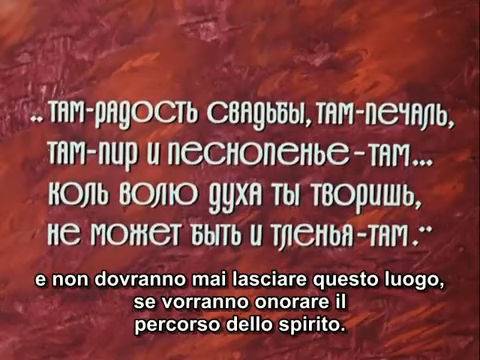 .. там-радость свадьбы, там-печаль,
там-пир и песнопенье-там...
коль волю духа ты творишь,
не может быть и тленья-там."
e non dovranno mai lasciare questo luogo,
se vorranno onorare il
percorso dello spirito.